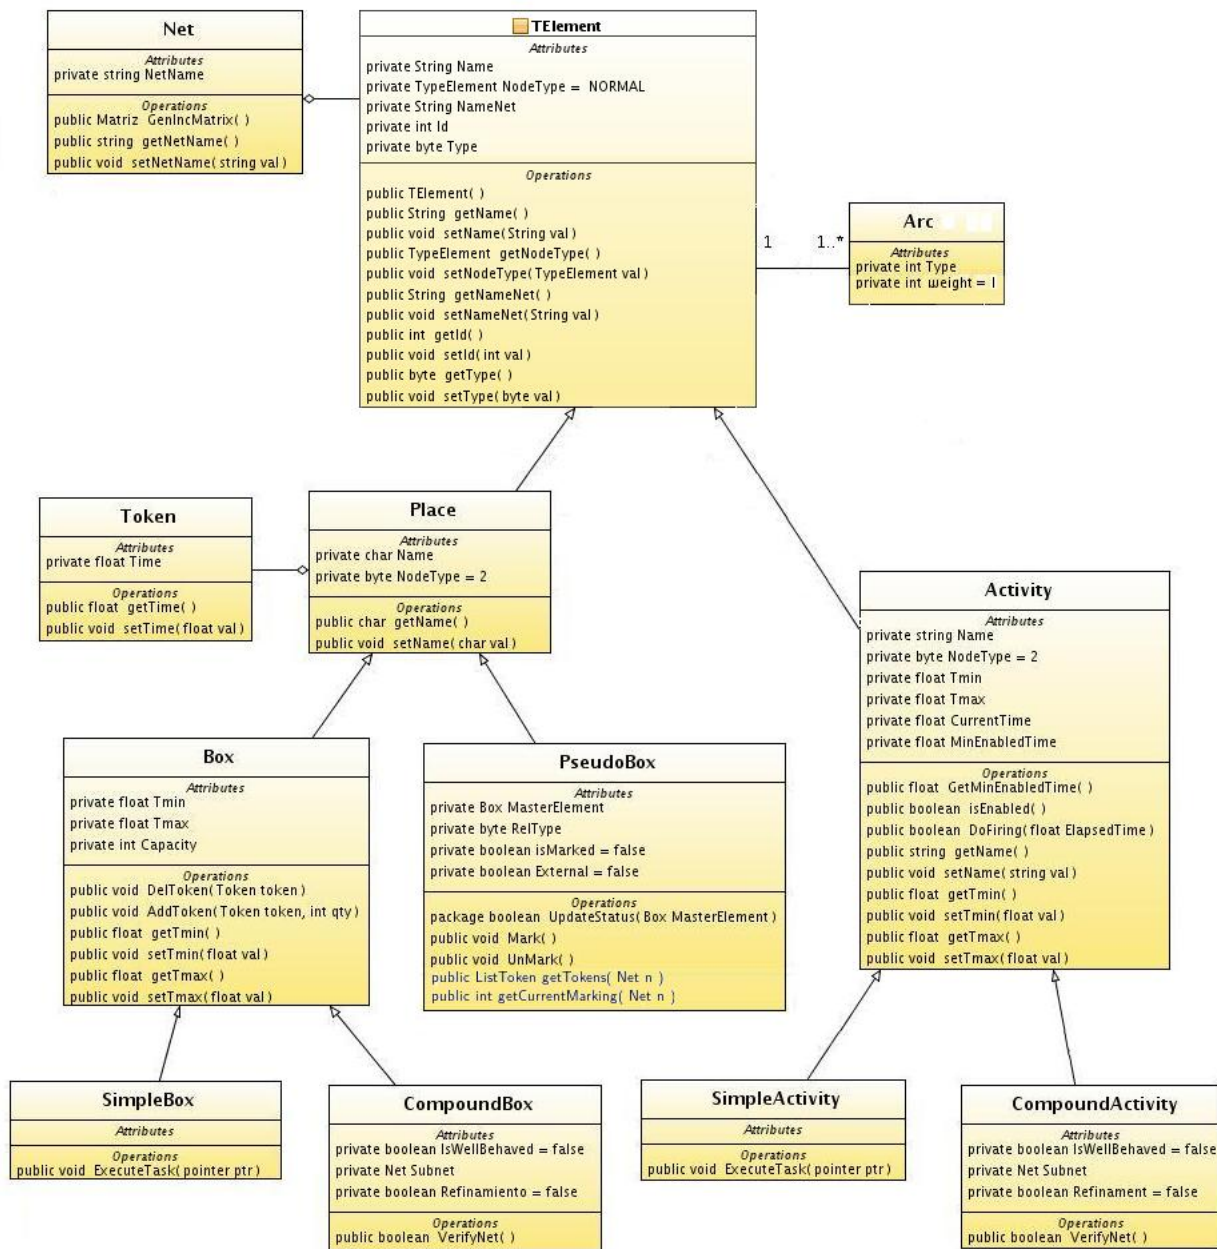 Net
Attributes
private string NetName
Operations
public Matriz GenIncMatrix( )
public string getNetName( )
public void setNetName( string val )
TElement
Attributes
private String Name
private TypeElement NodeType = NORMAL
private String NameNet
private int Id
private byte Type
Operations
public TElement( )
public String getName( )
public void setName( String val )
public TypeElement getNodeType( )
public void setNodeType( TypeElement val )
public String getNameNet( )
public void setNameNet( String val )
public int getId( )
public void setId( int val )
public byte getType( )
public void setType( byte val )
1
1..*
Arc
Attributes
private int Type
private int weight = 1
Token
Attributes
private float Time
Operations
public float getTime( )
public void setTime( float val )
Place
Attributes
private char Name
private byte NodeType = 2
Operations
public char getName( )
public void setName( char val )
Activity
Attributes
private string Name
private byte NodeType = 2
private float Tmin
private float Tmax
private float CurrentTime
private float MinEnabledTime
Operations
public float GetMinEnabledTime( )
public boolean isEnabled( )
public boolean DoFiring( float ElapsedTime )
public string getName( )
public void setName( string val )
public float getTmin( )
public void setTmin( float val )
public float getTmax( )
public void setTmax( float val )
Box
Attributes
private float Tmin
private float Tmax
private int Capacity
Operations
public void DelToken( Token token )
public void AddToken( Token token, int qty )
public float getTmin( )
public void setTmin( float val )
public float getTmax( )
public void setTmax( float val )
PseudoBox
Attributes
private Box MasterElement
private byte RelType
private boolean isMarked = false
private boolean External = false
Operations
package boolean UpdateStatus( Box MasterElement )
public void Mark( )
public void UnMark( )
public ListToken getTokens( Net n )
public int getCurrentMarking( Net n )
SimpleBox
Attributes
Operations
public void ExecuteTask( pointer ptr )
CompoundBox
Attributes
private boolean IsWellBehaved = false
private Net Subnet
private boolean Refinamiento = false
Operations
public boolean VerifyNet( )
SimpleActivity
Attributes
Operations
public void ExecuteTask( pointer ptr )
CompoundActivity
Attributes
private boolean IsWellBehaved = false
private Net Subnet
private boolean Refinament = false
Operations
public boolean VerifyNet( )